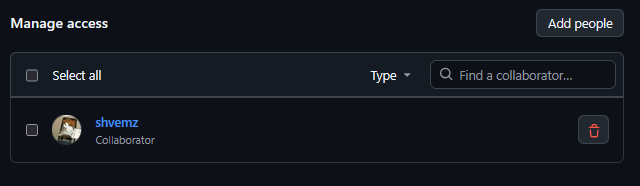 Manage access
Add people
Select all
Type
Find a collaborator...
shvemz
Collaborator